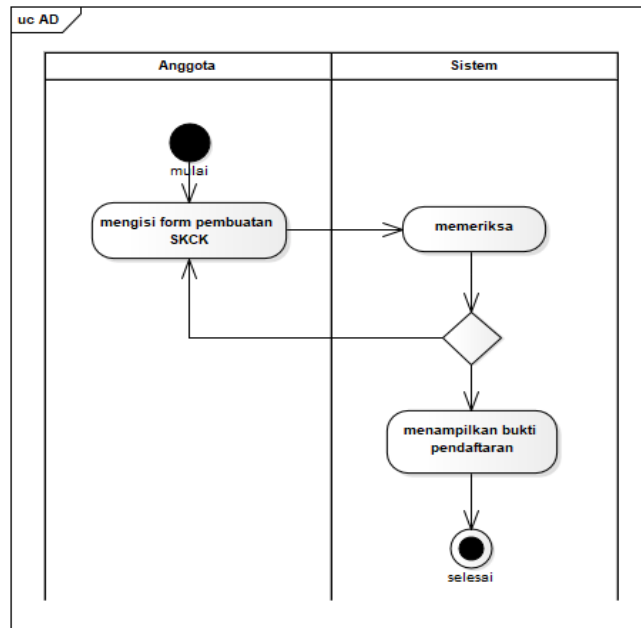 uc AD
Anggota
Sistem
mulai
mengisi form pembuatan
SKCK
memeriksa
menampilkan bukti
pendaftaran
selesai